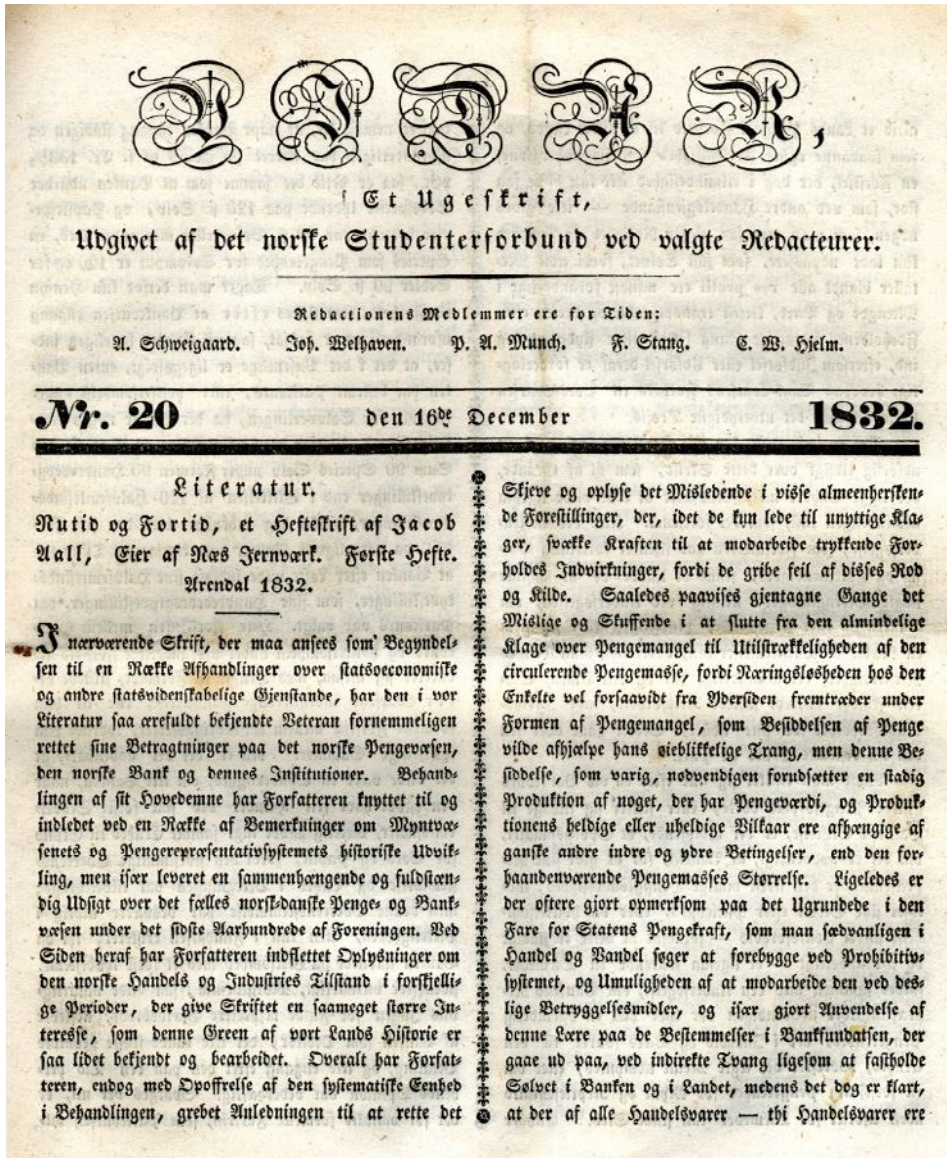 VIDAR,
Et Ugeskrift,
Udgivet af det norske Studenterforbund ved valgte Redacteurer.
Redactionens Medlemmer ere for Tiden:
A. Schweigaard. Joh. Welhaven. P. A. Munch. F. Stang. C. W. Hjelm.
Nr. 20 den 16de December 1832.
Literatur.
Nutid og Fortid, et Hefteskrift af Jacob
Aall, Eier af Næs Jernværk. Første Hefte.
Arendal 1832.
I nærværende Skrift, der maa ansees som Begyndel-
sen til en Række Afhandlinger over statsoeconomiske
og andre statsvidenskabelige Gjenstande, har den i vor
Literatur saa ærefuldt bekjendte Veteran fornemmeligen
rettet sine Betragtninger paa det norske Pengevæsen,
den norske Bank og dennes Institutioner. Behand-
lingen af sit Hovedemne har Forfatteren knyttet til og
indledet ved en Række af Bemerkninger om Myntvæ-
senets og Pengerepræsentativsystemets historiske Udvik-
ling, men især leveret en sammenhængende og fuldstæn-
dig Udsigt over det fælles norsk-danske Penge- og Bank-
væsen under det sidste Aarhundrede af Foreningen. Ved
Siden heraf har Forfatteren indflettet Oplysninger om
den norske Handels og Industries Tilstand i forskjelli-
ge Perioder, der give Skriftet en saameget større In-
teresse, som denne Green af vort Lands Historie er
saa lidet bekjendt og bearbeidet. Overalt har Forfat-
teren, endog med Opoffrelse af den systematiske Eenhed
i Behandlingen, grebet Anledningen til at rette det
Skjeve og oplyse det Misledende i visse almeenhersken-
de Forestillinger, der, idet de kun lede til unyttige Kla-
ger, svække Kraften til at modarbeide trykkende For-
holdes Indvirkninger, fordi de gribe feil af disses Rod
og Kilde. Saaledes paavises gjentagne Gange det
Mislige og Skuffende i at slutte fra den almindelige
Klage over Pengemangel til Utilstrækkeligheden af den
circulerende Pengemasse, fordi Næringsløsheden hos den
Enkelte vel forsaavidt fra Ydersiden fremtræder under
Formen af Pengemangel, som Besiddelsen af Penge
vilde afhjælpe hans øieblikkelige Trang, men denne Be-
siddelse, som varig, nødvendigen forudsætter en stadig
Produktion af noget, der har Pengeværdi, og Produk-
tionens heldige eller uheldige Vilkaar ere afhængige af
ganske andre indre og ydre Betingelser, end den for-
haandenværende Pengemasses Størrelse. Ligeledes er
der oftere gjort opmerksom paa det Ugrundede i den
Fare for Statens Pengekraft, som man sædvanligen i
Handel og Vandel søger at forebygge ved Prohibitiv-
systemet, og Umuligheden af at modarbeide den ved des-
lige Betryggelsesmidler, og især gjort Anvendelse af
denne Lære paa de Bestemmelser i Bankfundatsen, der
gaae ud paa, ved indirekte Tvang ligesom at fastholde
Sølvet i Banken og i Landet, medens det dog er klart,
at der af alle Handelsvarer — thi Handelsvarer ere